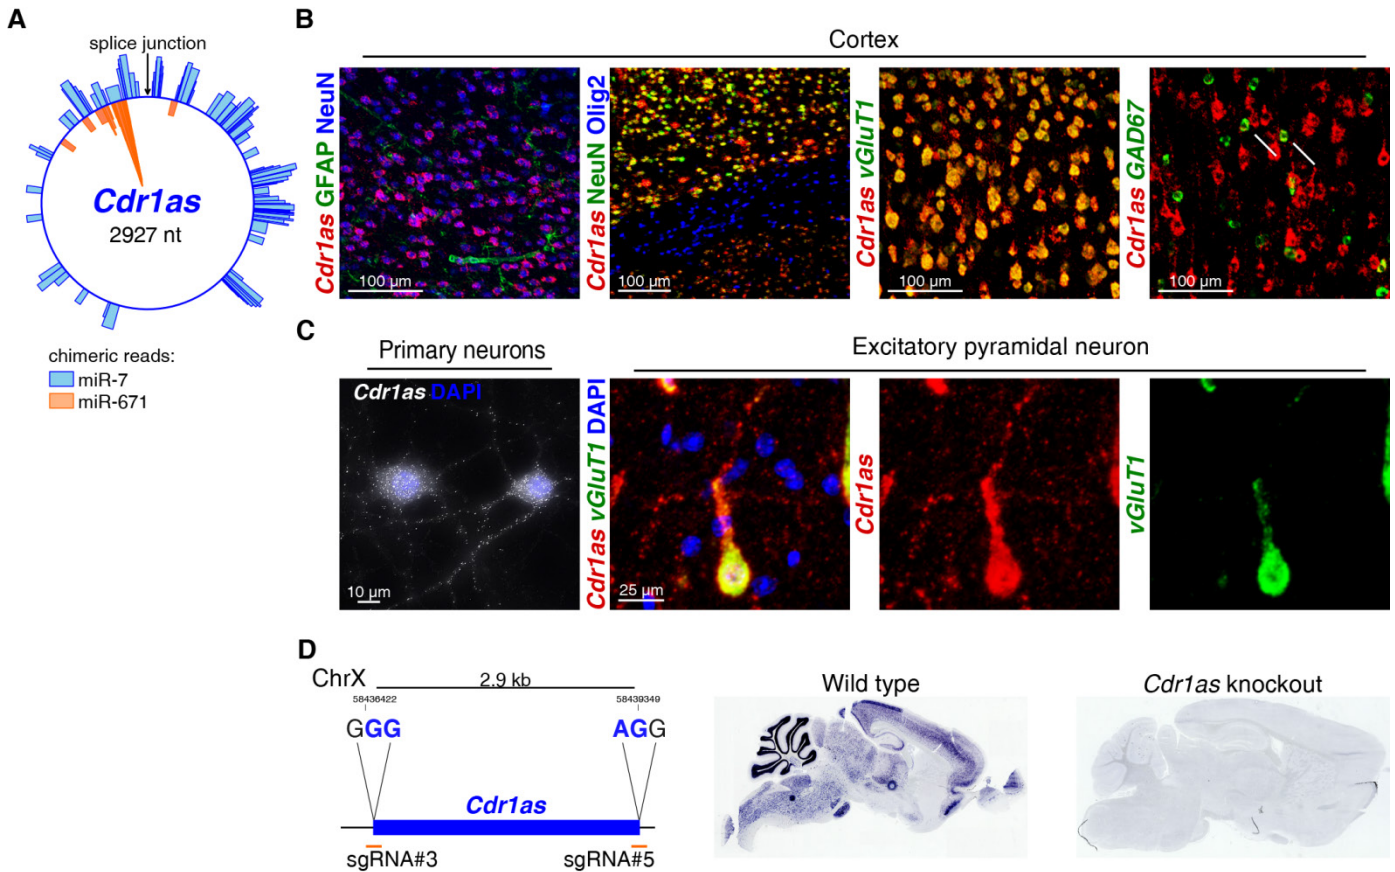 A
splice junction
Cdr1as
2927 nt
chimeric reads:
miR-7
miR-671
B
Cortex
Cdr1as GFAP NeuN
100 µm
Cdr1as NeuN Olig2
100 µm
Cdr1as vGluT1
100 µm
Cdr1as GAD67
100 µm
C
Primary neurons
Excitatory pyramidal neuron
Cdr1as DAPI
10 µm
Cdr1as vGluT1 DAPI
25 µm
Cdr1as
vGluT1
D
ChrX
2.9 kb
58436422
58439349
GGG
AGG
Cdr1as
sgRNA#3
sgRNA#5
Wild type
Cdr1as knockout